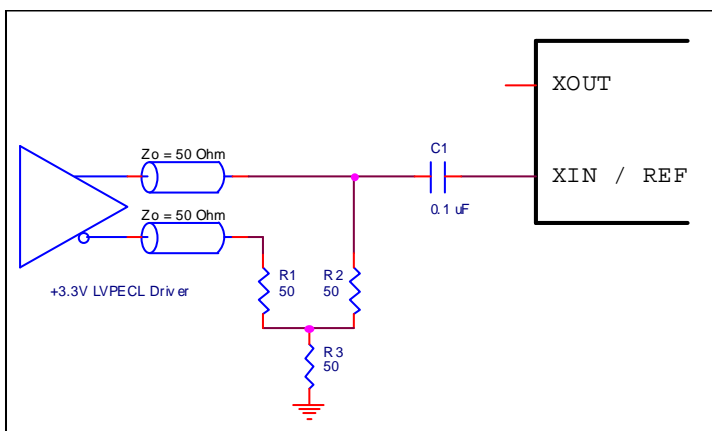 XOUT
Zo = 50 Ohm
C1
XIN / REF
0.1 uF
Zo = 50 Ohm
R1
50
R2
50
+3.3V LVPECL Driver
R3
50